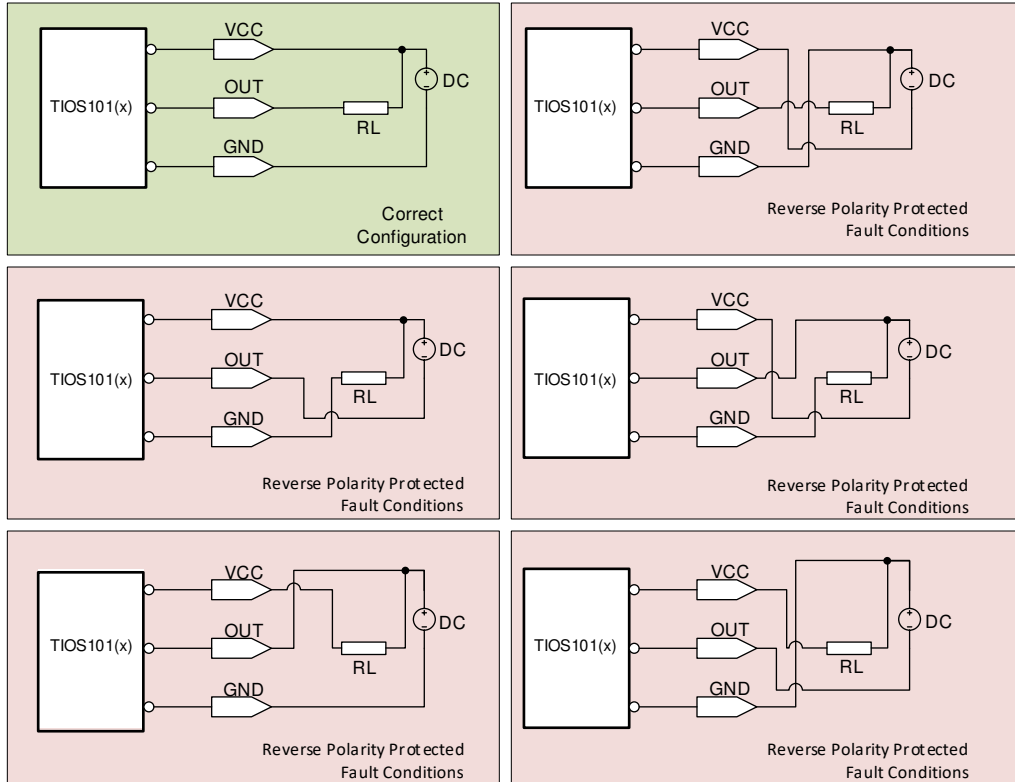 VCC
OUT
TIOS101(x)
DC
RL
GND
Correct
Configuration
VCC
OUT
TIOS101(x)
DC
RL
GND
Reverse Polarity Protected
Fault Conditions
VCC
OUT
TIOS101(x)
DC
RL
GND
Reverse Polarity Protected
Fault Conditions
VCC
OUT
TIOS101(x)
DC
RL
GND
Reverse Polarity Protected
Fault Conditions
VCC
OUT
TIOS101(x)
DC
RL
GND
Reverse Polarity Protected
Fault Conditions
VCC
OUT
TIOS101(x)
DC
RL
GND
Reverse Polarity Protected
Fault Conditions